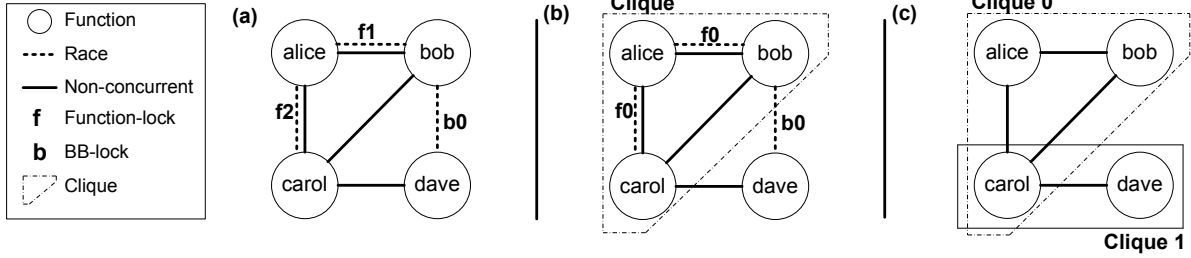 Function
Race
Non-concurrent
f Function-lock
b BB-lock
Clique
(a)
alice
f1
bob
f2
b0
carol
dave
(b)
Clique
alice
f0
bob
f0
b0
carol
dave
(c)
Clique 0
alice
bob
carol
dave
Clique 1